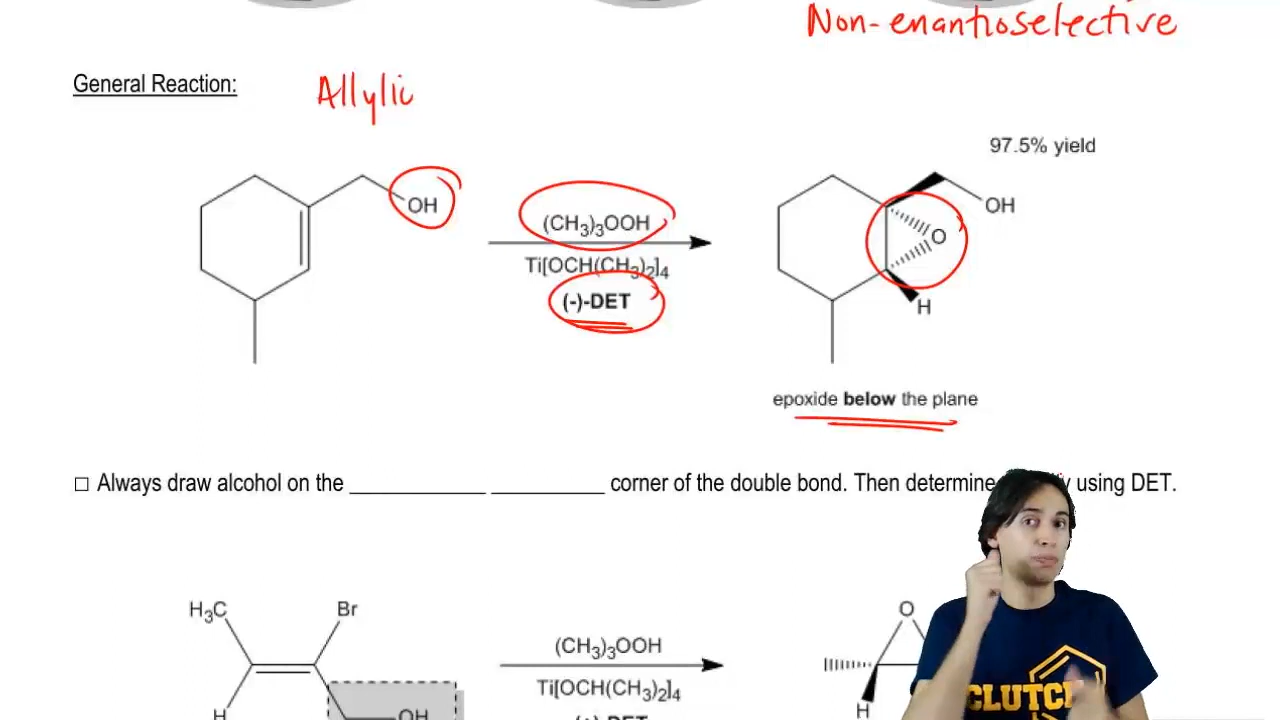 Non-enantioselective
General Reaction:
Allylic
97.5% yield
OH
(CH3)3OOH
OH
O
Ti[OCH(CH3)2]4
(-)-DET
H
epoxide below the plane
□ Always draw alcohol on the ____________ __________ corner of the double bond. Then determine using DET.
H3C
Br
O
(CH3)3OOH
Ti[OCH(CH3)2]4
CLUTCH
H
OH
(+)-DET
H